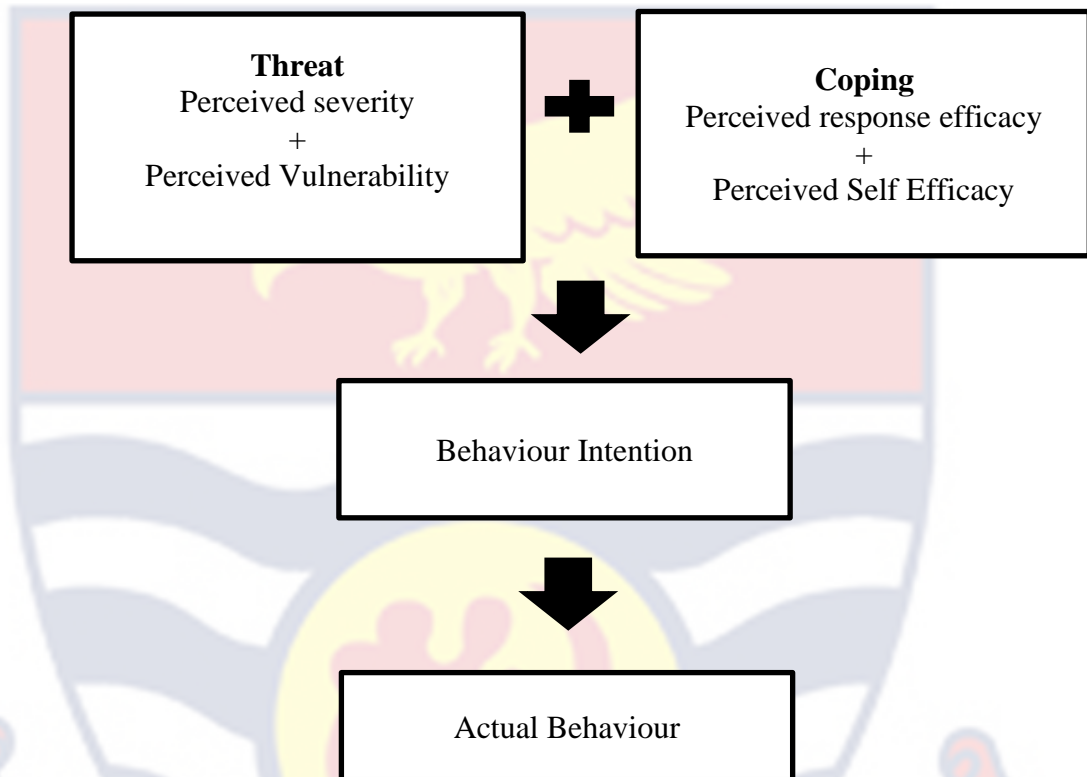 Threat
Perceived severity
+
Perceived Vulnerability
Coping
Perceived response efficacy
+
Perceived Self Efficacy
Behaviour Intention
Actual Behaviour